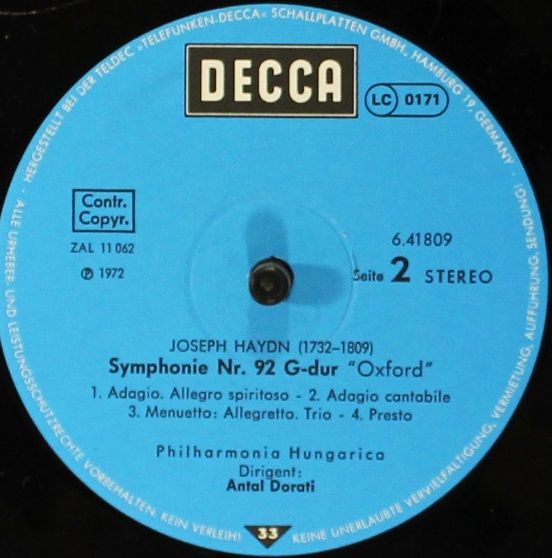 HERGESTELLT BEI DER TELDEC »TELEFUNKEN-DECCA« SCHALLPLATTEN GMBH, HAMBURG 19, GERMANY ·
DECCA
LC 0171
Contr.
Copyr.
ZAL 11 062
℗ 1972
6.41809
Seite 2 STEREO
JOSEPH HAYDN (1732–1809)
Symphonie Nr. 92 G-dur "Oxford"
1. Adagio. Allegro spiritoso - 2. Adagio cantabile
3. Menuetto: Allegretto. Trio - 4. Presto
Philharmonia Hungarica
Dirigent:
Antal Dorati
33
ALLE URHEBER- UND LEISTUNGSSCHUTZRECHTE VORBEHALTEN. KEIN VERLEIH! KEINE UNERLAUBTE VERVIELFÄLTIGUNG, VERMIETUNG, AUFFÜHRUNG, SENDUNG! ·